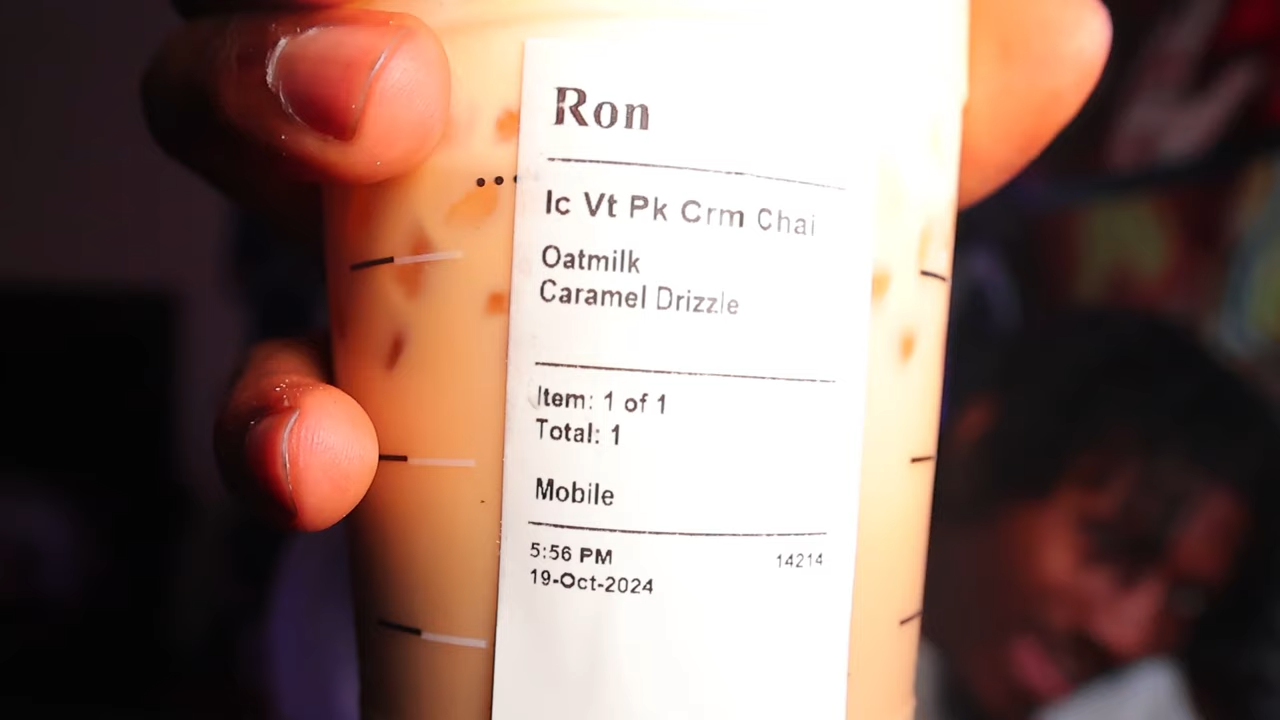 Ron
Ic Vt Pk Crm Chai
Oatmilk
Caramel Drizzle
Item: 1 of 1
Total: 1
Mobile
5:56 PM 14214
19-Oct-2024